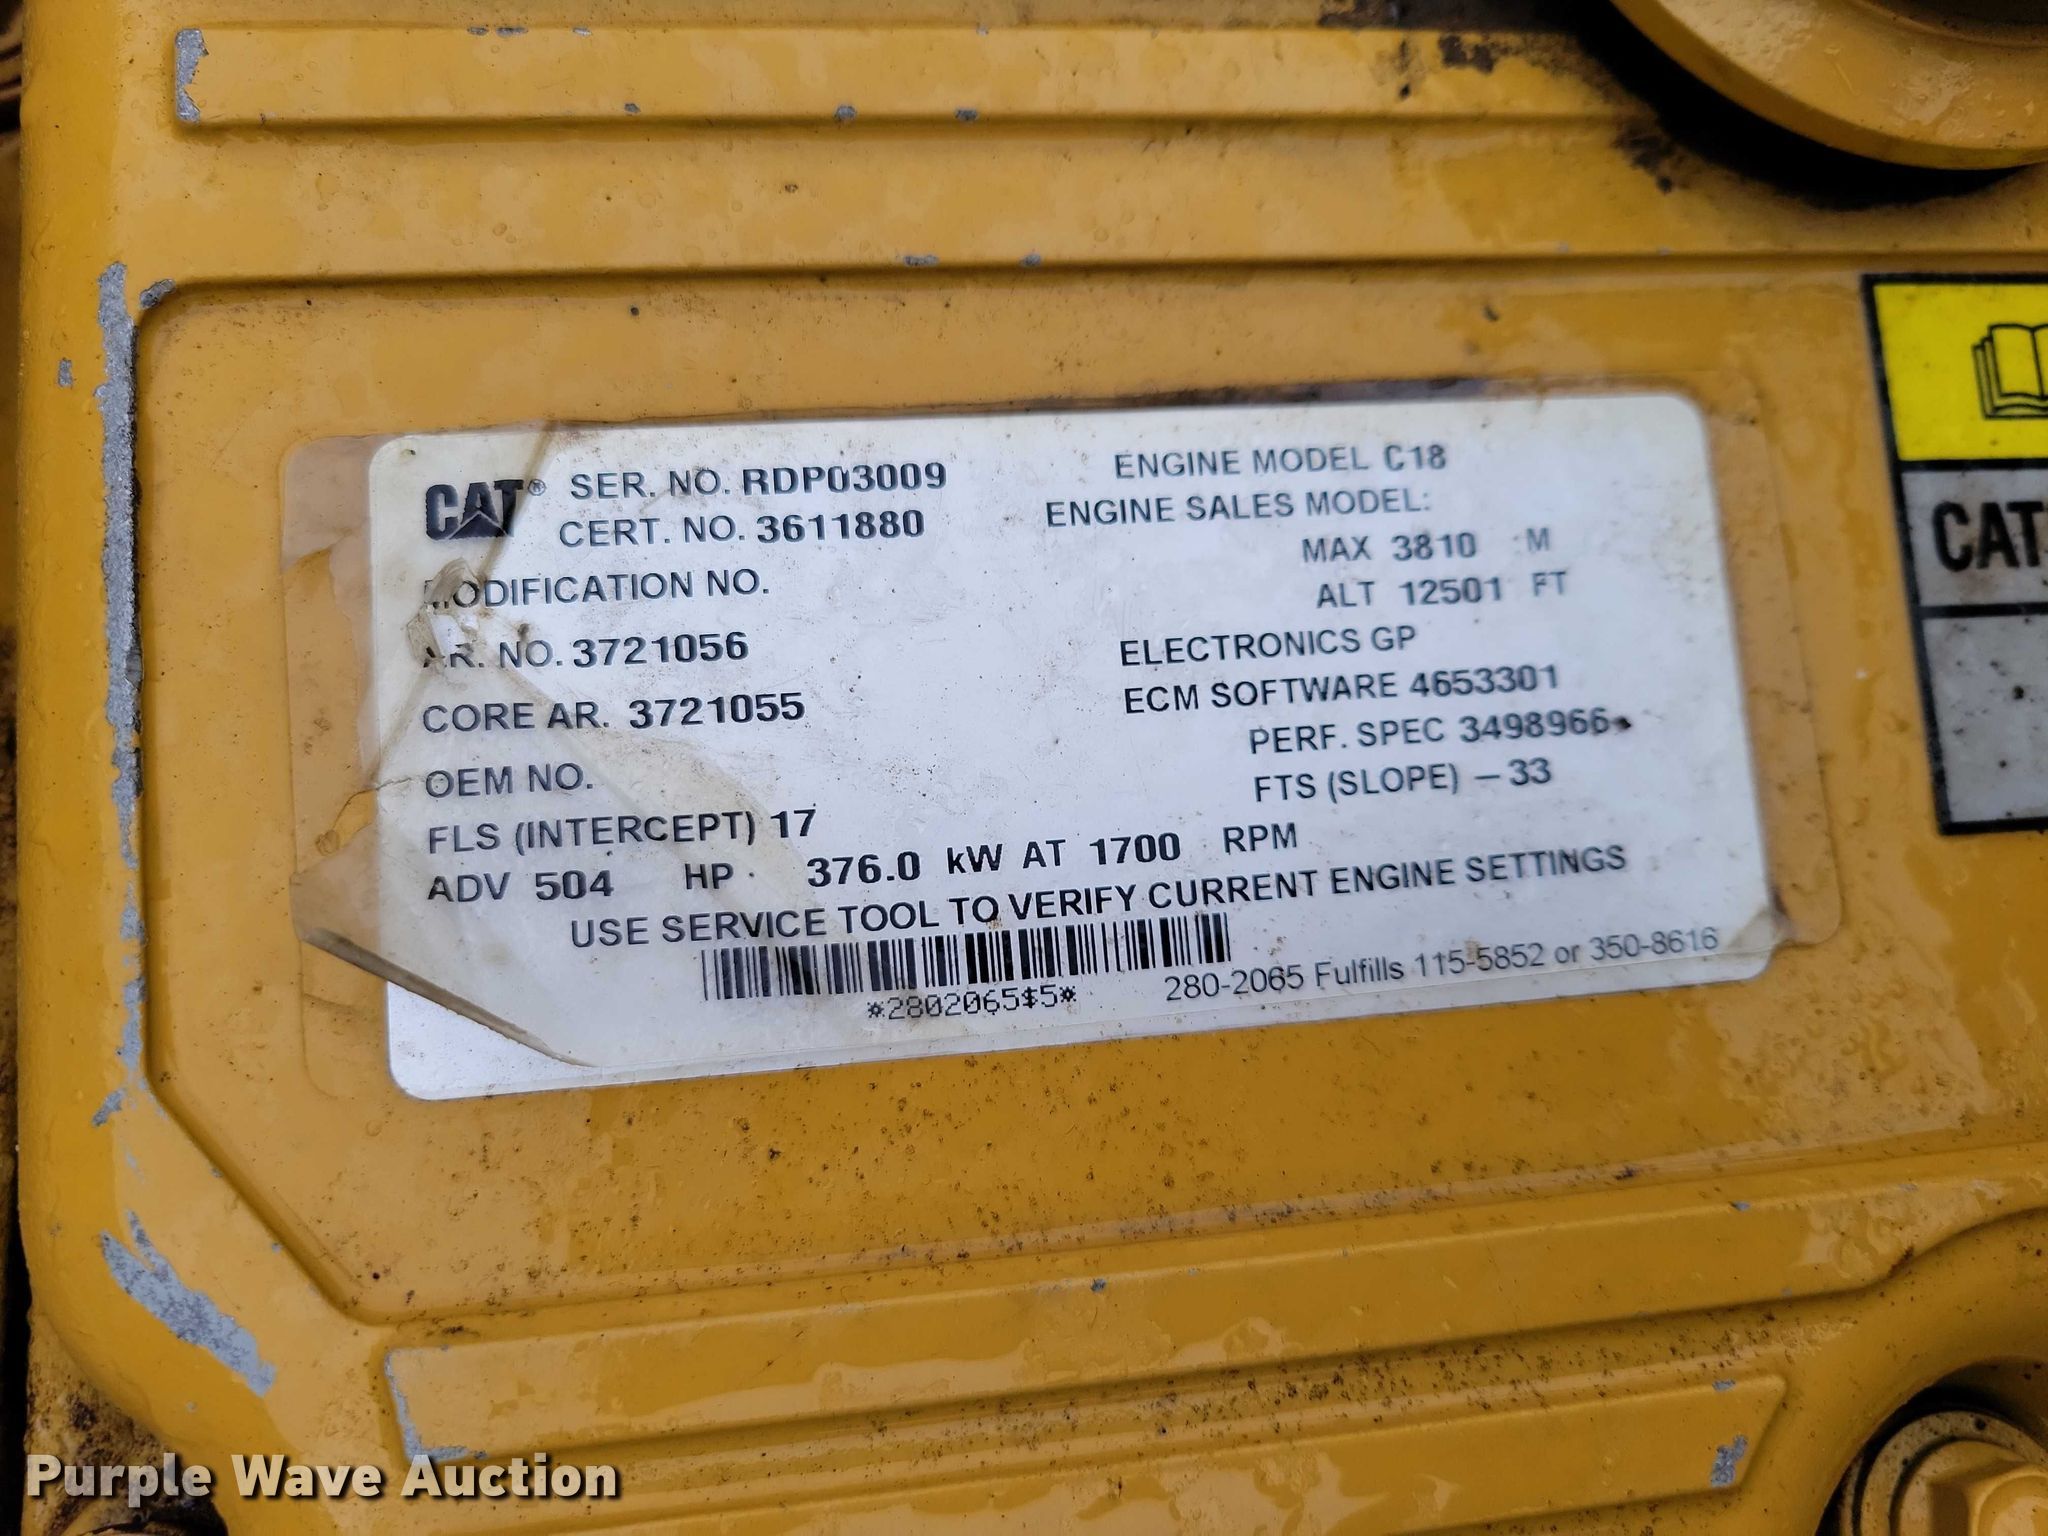 CAT® SER. NO. RDP03009
CERT. NO. 3611880
MODIFICATION NO.
AR. NO. 3721056
CORE AR. 3721055
OEM NO.
FLS (INTERCEPT) 17
ENGINE MODEL C18
ENGINE SALES MODEL:
MAX 3810 M
ALT 12501 FT
ELECTRONICS GP
ECM SOFTWARE 4653301
PERF. SPEC 3498966
FTS (SLOPE) -33
ADV 504 HP 376.0 kW AT 1700 RPM
USE SERVICE TOOL TO VERIFY CURRENT ENGINE SETTINGS
*2802065$5*
280-2065 Fulfills 115-5852 or 350-8616
CAT
Purple Wave Auction